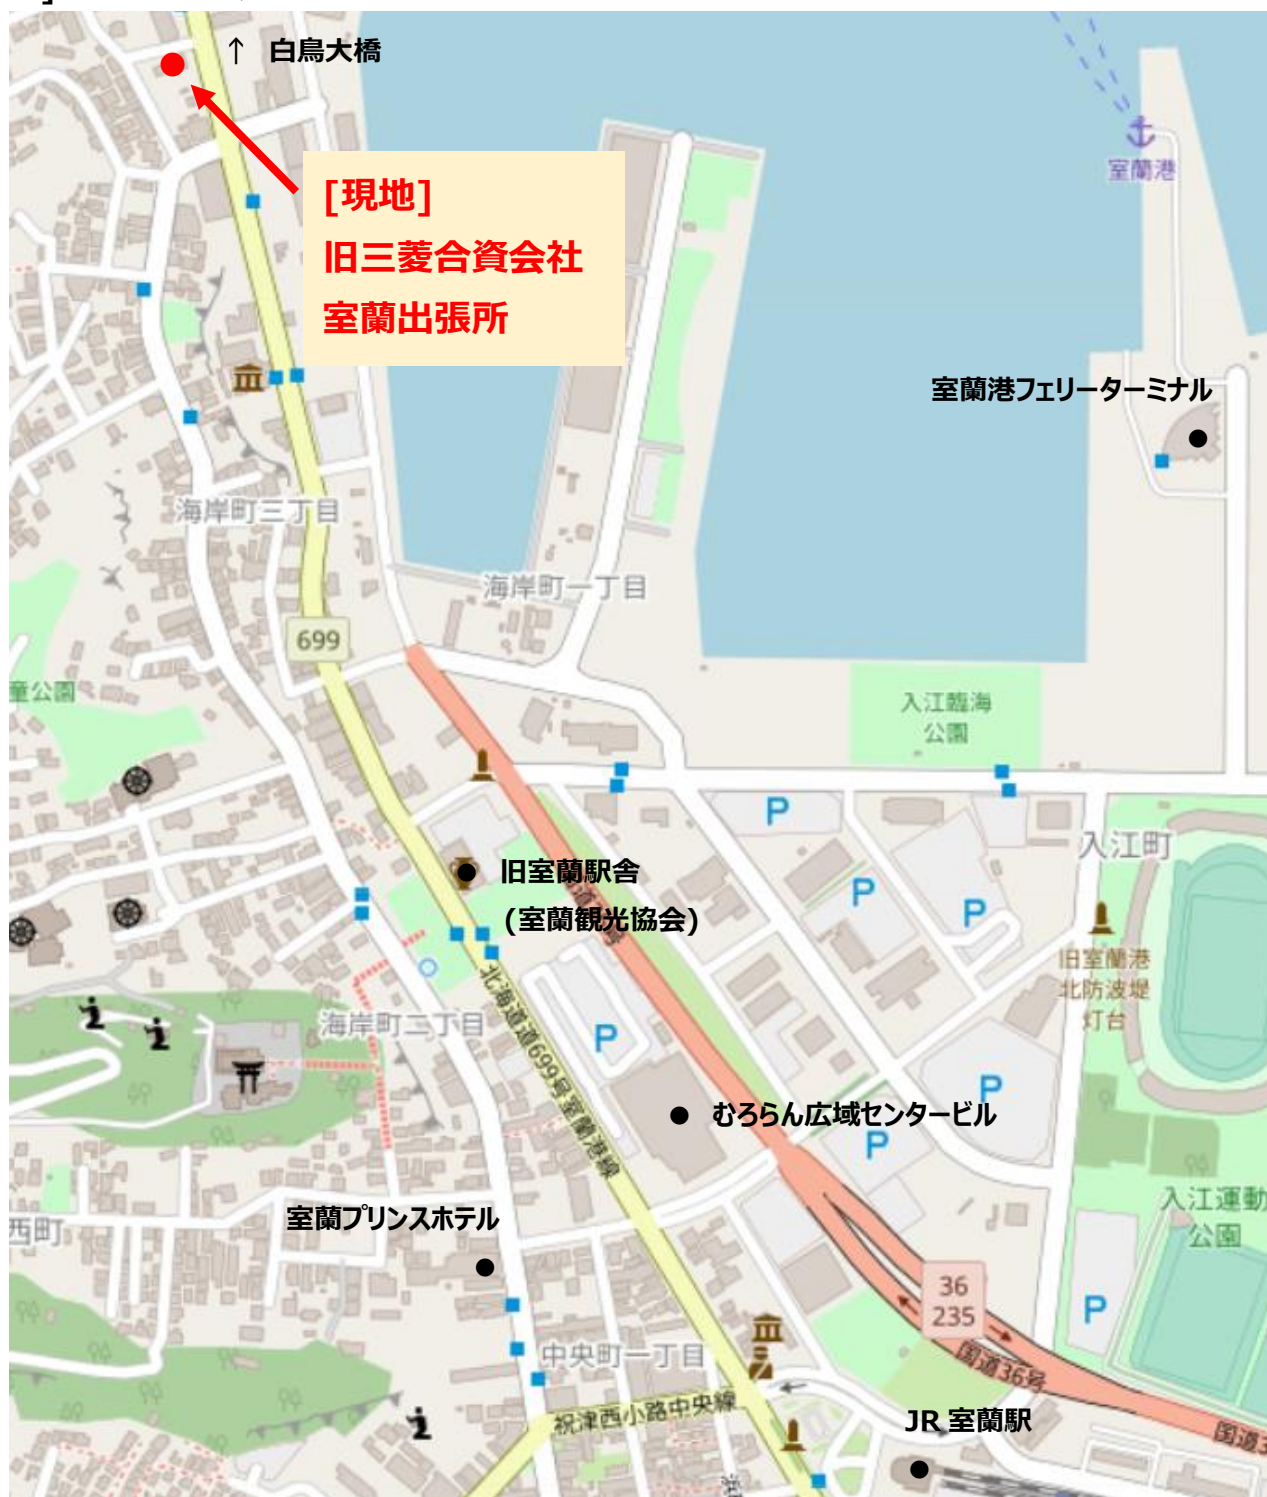 ]
↑ 白鳥大橋
室蘭港
[現地]
旧三菱合資会社
室蘭出張所
室蘭港フェリーターミナル
海岸町三丁目
海岸町一丁目
699
童公園
入江臨海
公園
P
入江町
旧室蘭駅舎
(室蘭観光協会)
P
P
旧室蘭港
北防波堤
灯台
海岸町二丁目
北海道道699号室蘭港線
P
P
むろらん広域センタービル
P
西町
室蘭プリンスホテル
入江運動
公園
36
235
P
国道36号
中央町一丁目
祝津西小路中央線
JR 室蘭駅
国道3